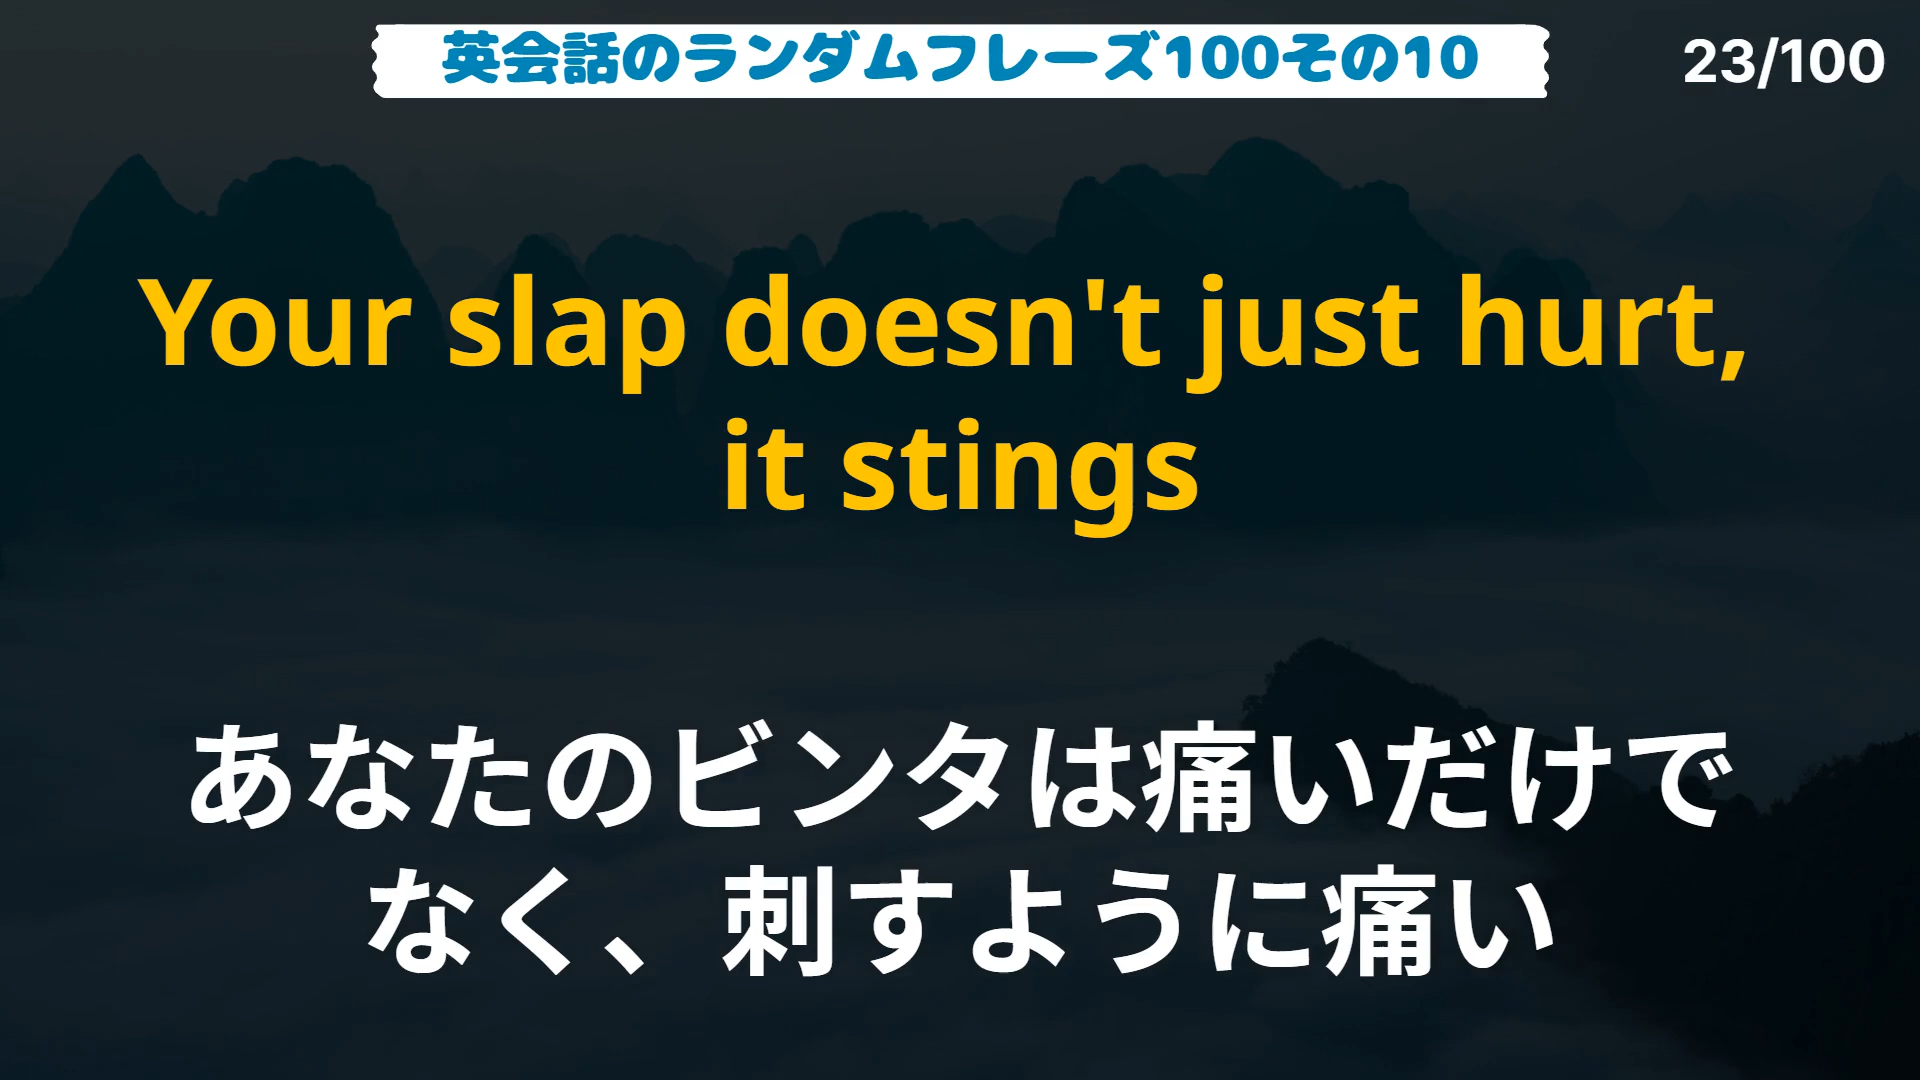 英会話のランダムフレーズ100その10
23/100
Your slap doesn't just hurt,
it stings
あなたのビンタは痛いだけで
なく、刺すように痛い